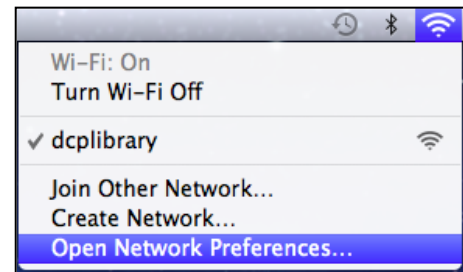 Wi-Fi: On
Turn Wi-Fi Off
dcplibrary
Join Other Network...
Create Network...
Open Network Preferences...